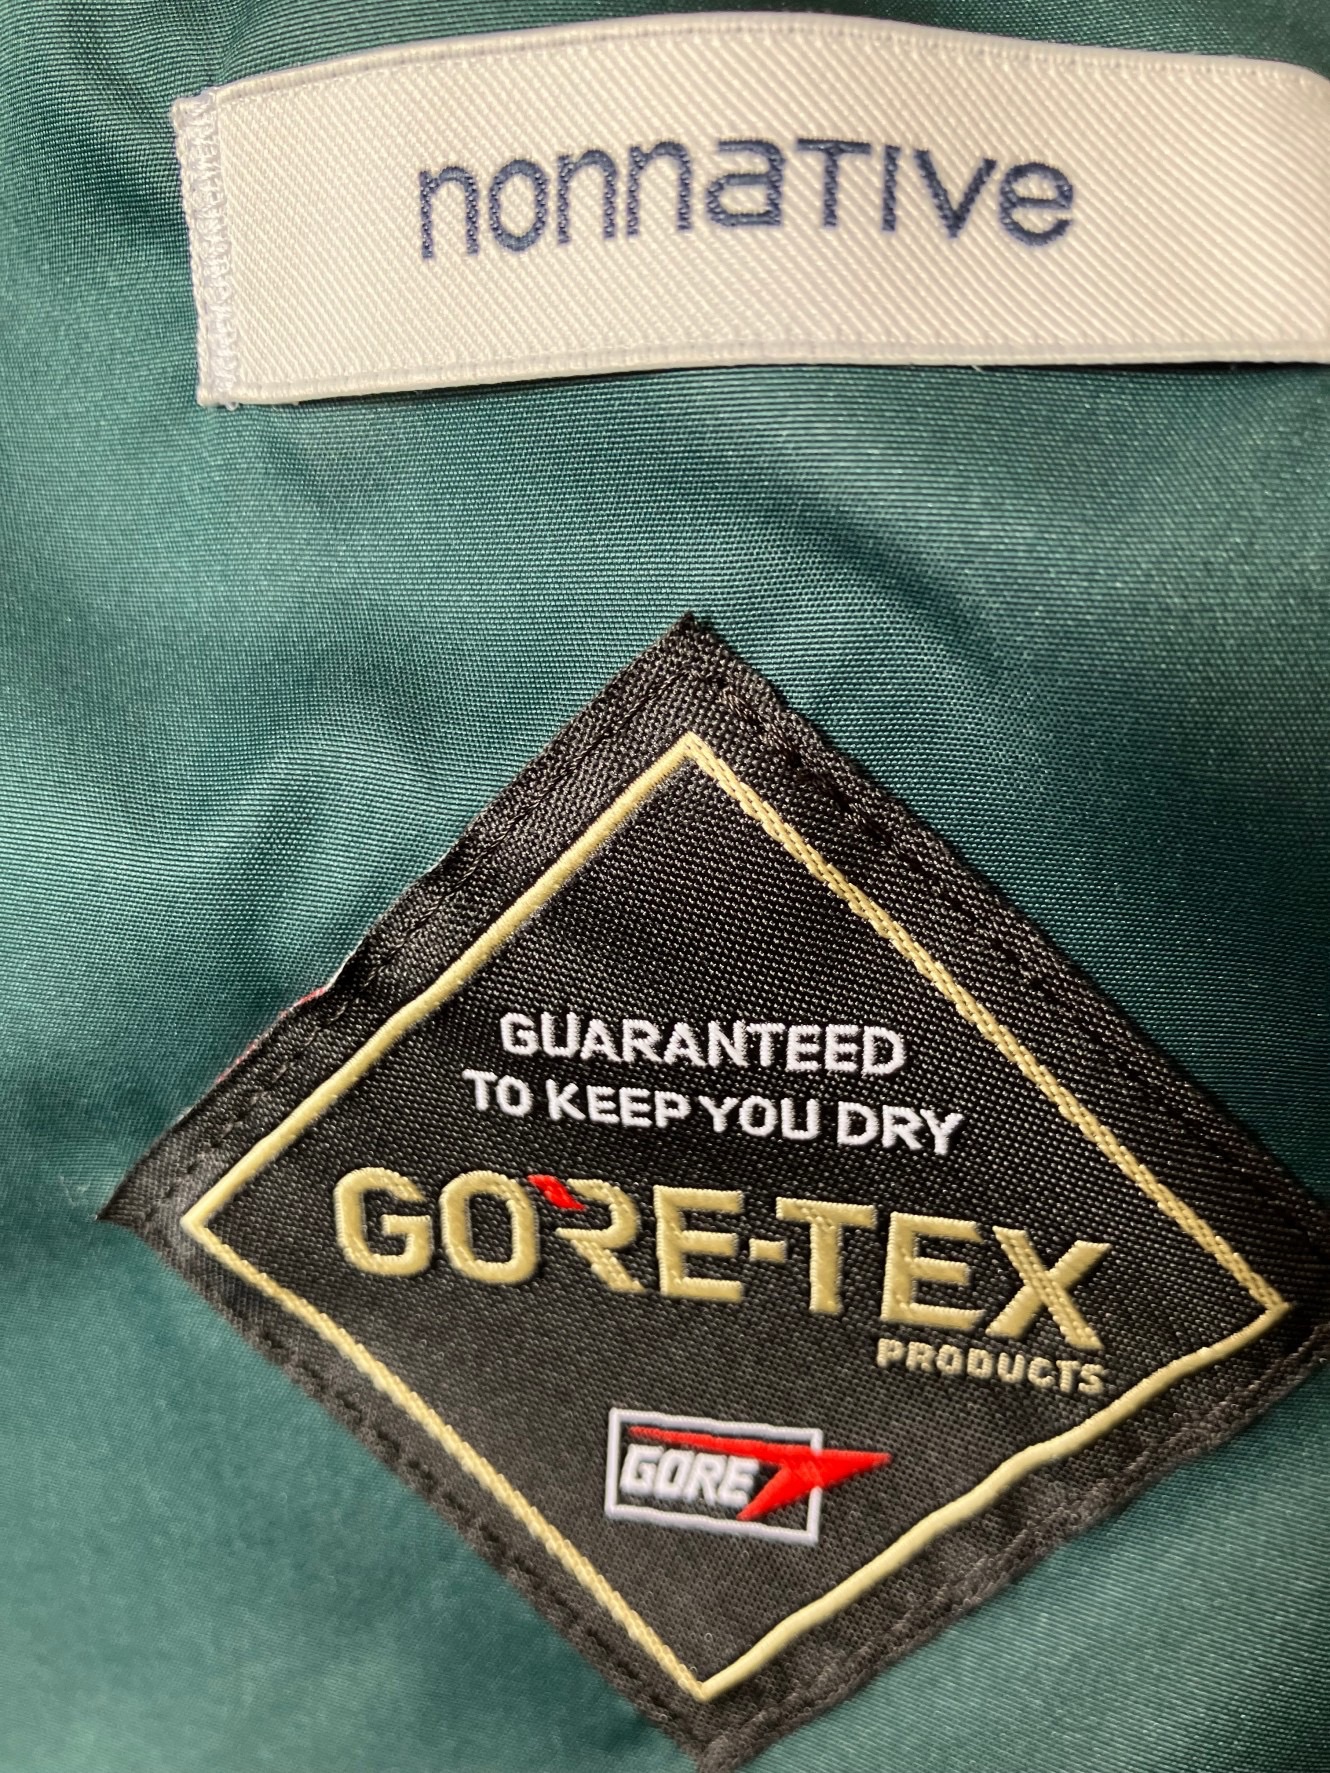 nonnaTIve
GUARANTEED
TO KEEP YOU DRY
GORE-TEX
PRODUCTS
GORE